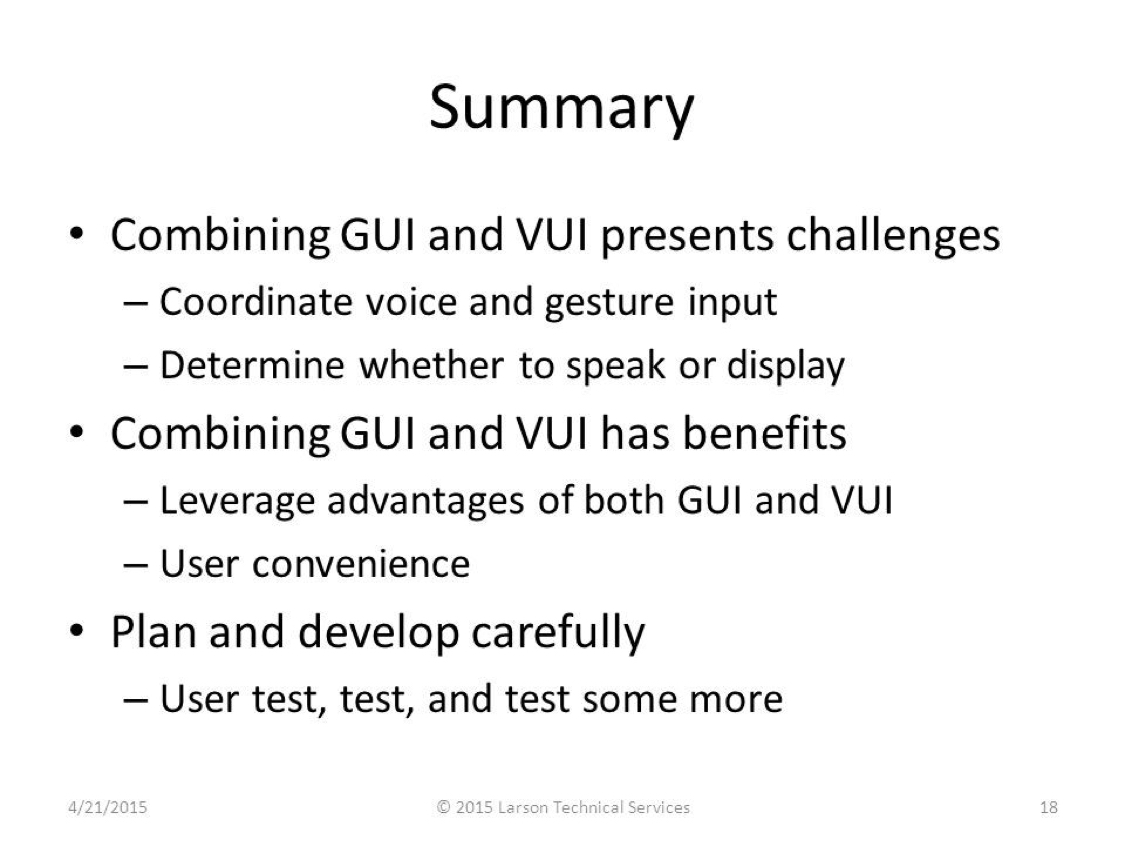 Summary
• Combining GUI and VUI presents challenges
– Coordinate voice and gesture input
– Determine whether to speak or display
• Combining GUI and VUI has benefits
– Leverage advantages of both GUI and VUI
– User convenience
• Plan and develop carefully
– User test, test, and test some more
4/21/2015 © 2015 Larson Technical Services 18